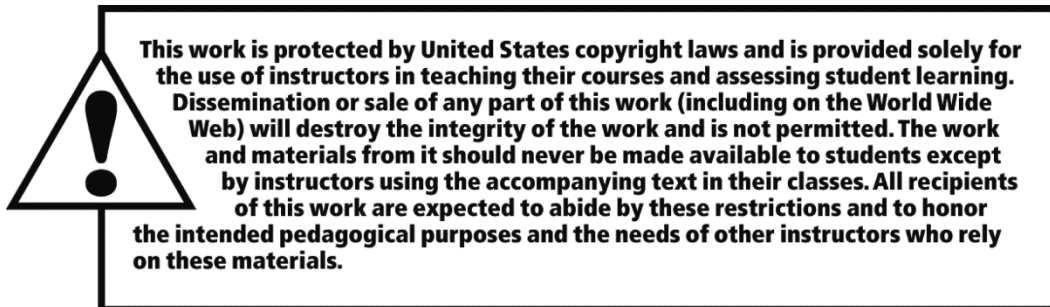 This work is protected by United States copyright laws and is provided solely for
the use of instructors in teaching their courses and assessing student learning.
Dissemination or sale of any part of this work (including on the World Wide
Web) will destroy the integrity of the work and is not permitted. The work
and materials from it should never be made available to students except
by instructors using the accompanying text in their classes. All recipients
of this work are expected to abide by these restrictions and to honor
the intended pedagogical purposes and the needs of other instructors who rely
on these materials.